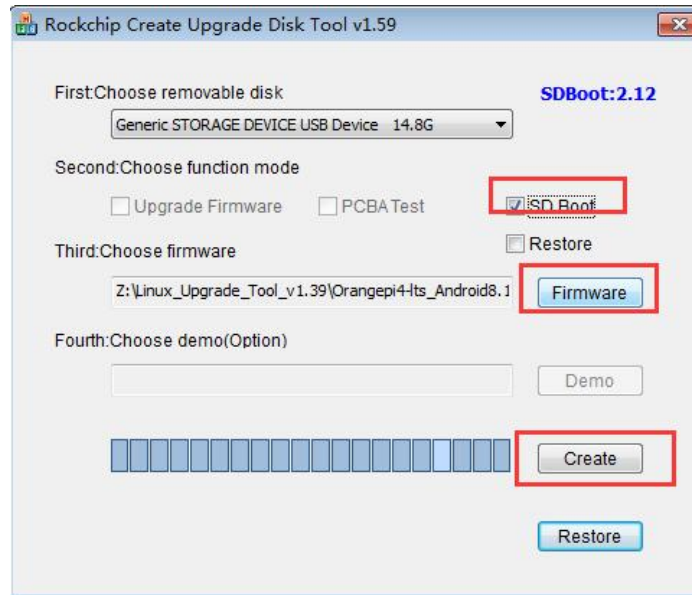 Rockchip Create Upgrade Disk Tool v1.59
First:Choose removable disk
SDBoot:2.12
Generic STORAGE DEVICE USB Device 14.8G
Second:Choose function mode
Upgrade Firmware
PCBA Test
SD Boot
Third:Choose firmware
Restore
Z:\Linux_Upgrade_Tool_v1.39\Orangepi4-lts_Android8.1
Firmware
Fourth:Choose demo(Option)
Demo
Create
Restore